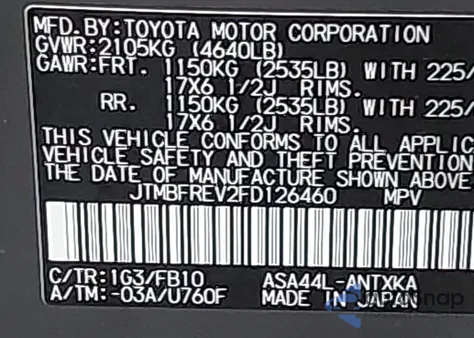 MFD.BY:TOYOTA MOTOR CORPORATION
GVWR:2105KG (4640LB)
GAWR:FRT. 1150KG (2535LB) WITH 225/
17X6 1/2J RIMS.
RR. 1150KG (2535LB) WITH 225/
17X6 1/2J RIMS.
THIS VEHICLE CONFORMS TO ALL APPLIC
VEHICLE SAFETY AND THEFT PREVENTION
THE DATE OF MANUFACTURE SHOWN ABOVE
JTMBFREV2FD126460 MPV
C/TR:1G3/FB10 ASA44L-ANTXKA
A/TM:-03A/U760F MADE IN JAPAN